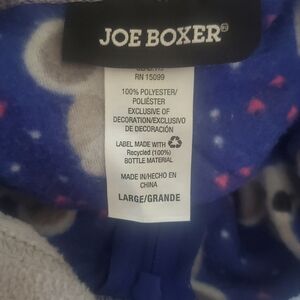 JOE BOXER®
RN 15099
100% POLYESTER/
POLIÉSTER
EXCLUSIVE OF
DECORATION/EXCLUSIVO
DE DECORACIÓN
LABEL MADE WITH
Recycled (100%)
BOTTLE MATERIAL
MADE IN/HECHO EN
CHINA
LARGE/GRANDE